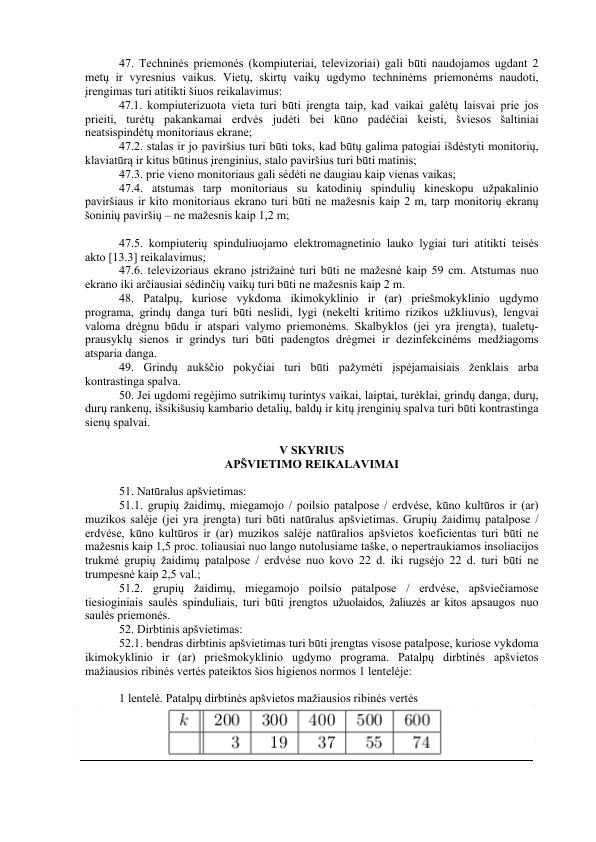 47. Techninės priemonės (kompiuteriai, televizoriai) gali būti naudojamos ugdant 2
metų ir vyresnius vaikus. Vietų, skirtų vaikų ugdymo techninėms priemonėms naudoti,
įrengimas turi atitikti šiuos reikalavimus:
47.1. kompiuterizuota vieta turi būti įrengta taip, kad vaikai galėtų laisvai prie jos
prieiti, turėtų pakankamai erdvės judėti bei kūno padėčiai keisti, šviesos šaltiniai
neatsispindėtų monitoriaus ekrane;
47.2. stalas ir jo paviršius turi būti toks, kad būtų galima patogiai išdėstyti monitorių,
klaviatūrą ir kitus būtinus įrenginius, stalo paviršius turi būti matinis;
47.3. prie vieno monitoriaus gali sėdėti ne daugiau kaip vienas vaikas;
47.4. atstumas tarp monitoriaus su katodinių spindulių kineskopu užpakalinio
paviršiaus ir kito monitoriaus ekrano turi būti ne mažesnis kaip 2 m, tarp monitorių ekranų
šoninių paviršių – ne mažesnis kaip 1,2 m;
47.5. kompiuterių spinduliuojamo elektromagnetinio lauko lygiai turi atitikti teisės
akto [13.3] reikalavimus;
47.6. televizoriaus ekrano įstrižainė turi būti ne mažesnė kaip 59 cm. Atstumas nuo
ekrano iki arčiausiai sėdinčių vaikų turi būti ne mažesnis kaip 2 m.
48. Patalpų, kuriose vykdoma ikimokyklinio ir (ar) priešmokyklinio ugdymo
programa, grindų danga turi būti neslidi, lygi (nekelti kritimo rizikos užkliuvus), lengvai
valoma drėgnu būdu ir atspari valymo priemonėms. Skalbyklos (jei yra įrengta), tualetų-
prausyklų sienos ir grindys turi būti padengtos drėgmei ir dezinfekcinėms medžiagoms
atsparia danga.
49. Grindų aukščio pokyčiai turi būti pažymėti įspėjamaisiais ženklais arba
kontrastinga spalva.
50. Jei ugdomi regėjimo sutrikimų turintys vaikai, laiptai, turėklai, grindų danga, durų,
durų rankenų, išsikišusių kambario detalių, baldų ir kitų įrenginių spalva turi būti kontrastinga
sienų spalvai.
V SKYRIUS
APŠVIETIMO REIKALAVIMAI
51. Natūralus apšvietimas:
51.1. grupių žaidimų, miegamojo / poilsio patalpose / erdvėse, kūno kultūros ir (ar)
muzikos salėje (jei yra įrengta) turi būti natūralus apšvietimas. Grupių žaidimų patalpose /
erdvėse, kūno kultūros ir (ar) muzikos salėje natūralios apšvietos koeficientas turi būti ne
mažesnis kaip 1,5 proc. toliausiai nuo lango nutolusiame taške, o nepertraukiamos insoliacijos
trukmė grupių žaidimų patalpose / erdvėse nuo kovo 22 d. iki rugsėjo 22 d. turi būti ne
trumpesnė kaip 2,5 val.;
51.2. grupių žaidimų, miegamojo poilsio patalpose / erdvėse, apšviečiamose
tiesioginiais saulės spinduliais, turi būti įrengtos užuolaidos, žaliuzės ar kitos apsaugos nuo
saulės priemonės.
52. Dirbtinis apšvietimas:
52.1. bendras dirbtinis apšvietimas turi būti įrengtas visose patalpose, kuriose vykdoma
ikimokyklinio ir (ar) priešmokyklinio ugdymo programa. Patalpų dirbtinės apšvietos
mažiausios ribinės vertės pateiktos šios higienos normos 1 lentelėje:
1 lentelė. Patalpų dirbtinės apšvietos mažiausios ribinės vertės
k 200 300 400 500 600
3 19 37 55 74